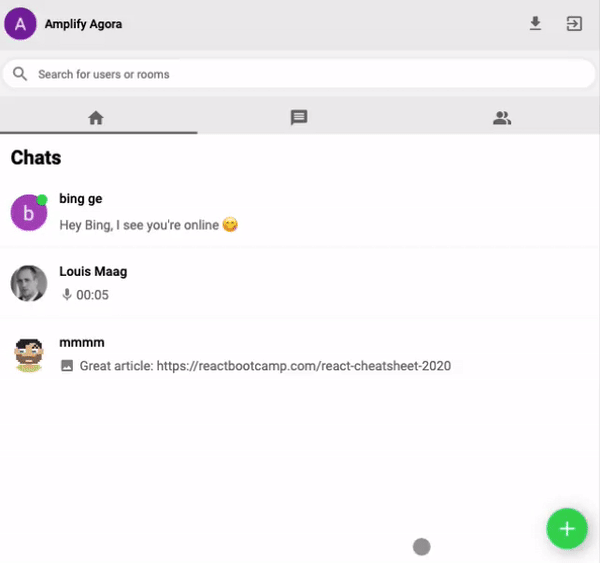 A Amplify Agora
Search for users or rooms
Chats
b bing ge
Hey Bing, I see you're online 😋
Louis Maag
00:05
mmmm
Great article: https://reactbootcamp.com/react-cheatsheet-2020